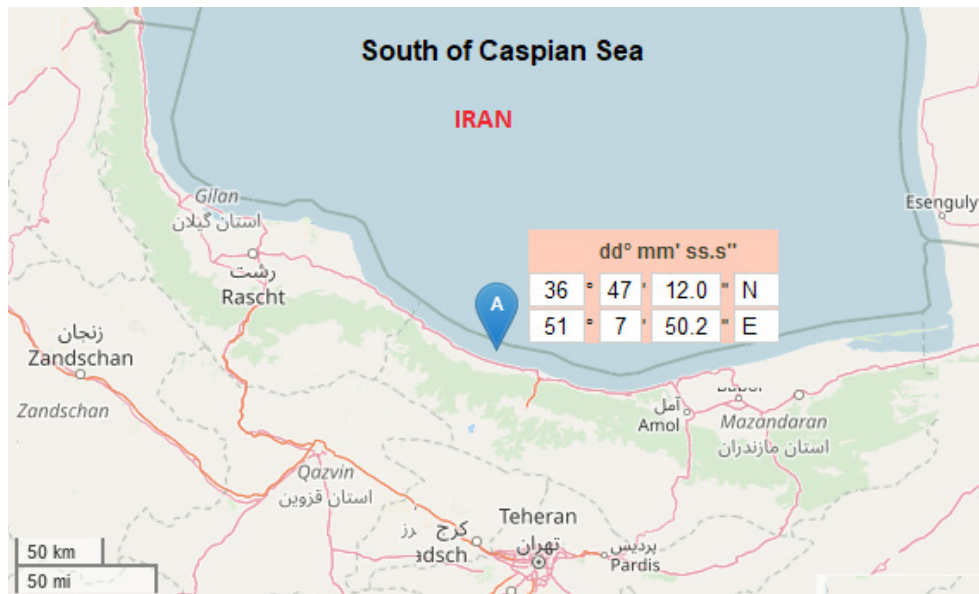 South of Caspian Sea
IRAN
Gilan
استان گیلان
Esenguly
رشت
Rascht
A
dd° mm' ss.s"
36 ° 47 ' 12.0 " N
51 ° 7 ' 50.2 " E
زنجان
Zandschan
Zandschan
آمل
Amol
Mazandaran
استان مازندران
Qazvin
استان قزوین
Teheran
تهران
کرج
adsch
پردیس
Pardis
50 km
50 mi